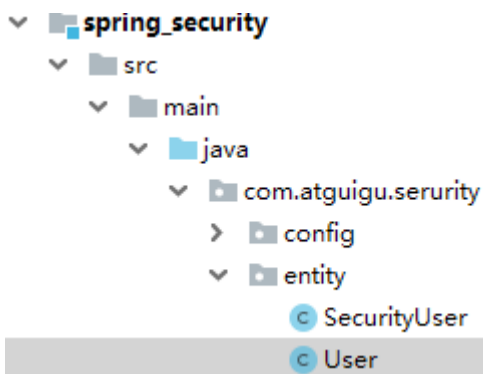 spring_security
src
main
java
com.atguigu.serurity
config
entity
C SecurityUser
C User